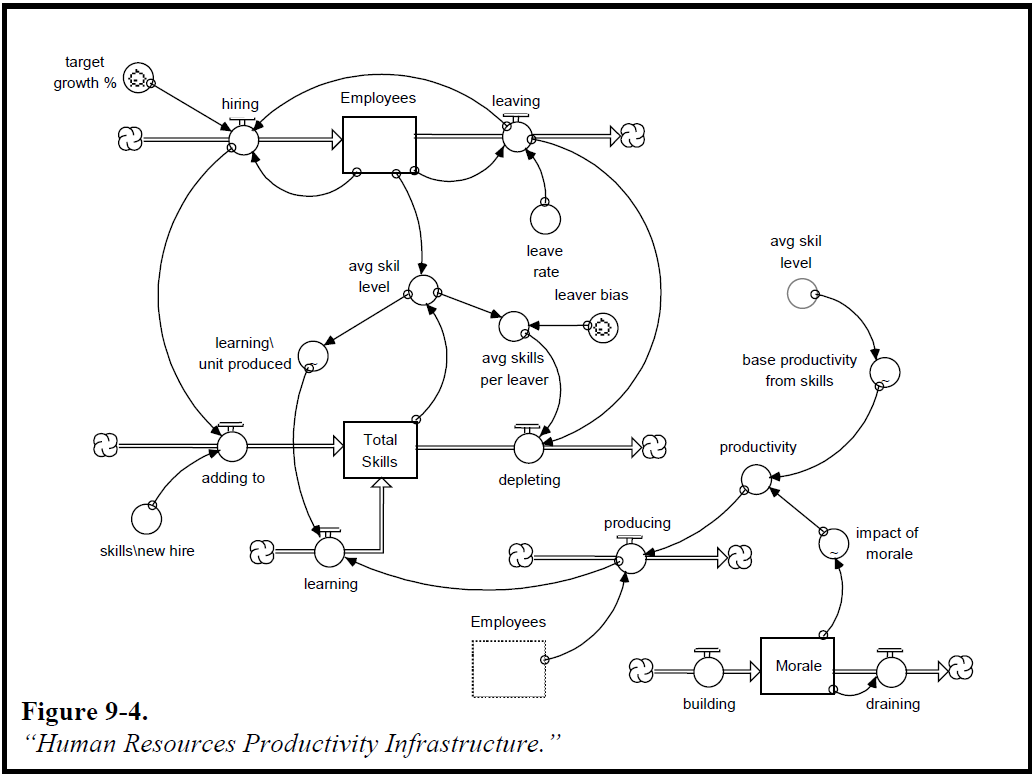 target
growth %
hiring
Employees
leaving
leave
rate
avg skil
level
avg skil
level
leaver bias
learning\
unit produced
avg skills
per leaver
base productivity
from skills
Total
Skills
adding to
depleting
productivity
skills\new hire
producing
impact of
morale
learning
Employees
Morale
building
draining
~
~
~
Figure 9-4.
“Human Resources Productivity Infrastructure.”